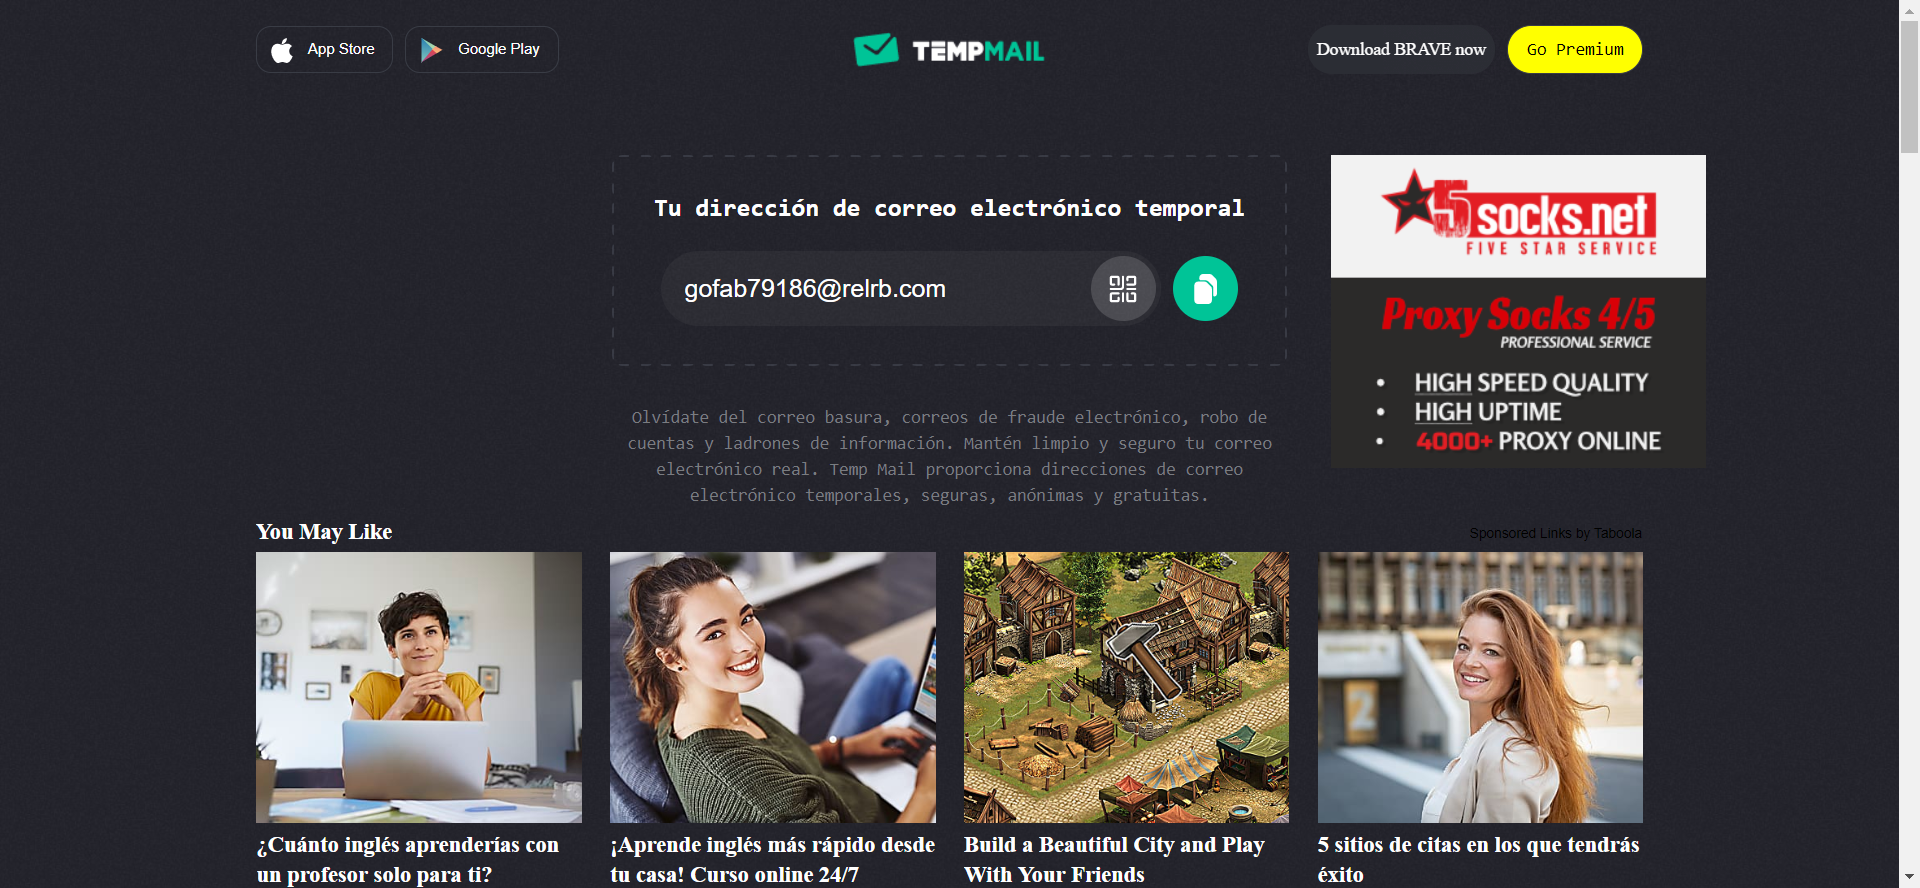 App Store
Google Play
TEMPMAIL
Download BRAVE now
Go Premium
Tu dirección de correo electrónico temporal
gofab79186@relrb.com
Olvídate del correo basura, correos de fraude electrónico, robo de
cuentas y ladrones de información. Mantén limpio y seguro tu correo
electrónico real. Temp Mail proporciona direcciones de correo
electrónico temporales, seguras, anónimas y gratuitas.
5socks.net
FIVE STAR SERVICE
Proxy Socks 4/5
PROFESSIONAL SERVICE
• HIGH SPEED QUALITY
• HIGH UPTIME
• 4000+ PROXY ONLINE
You May Like
Sponsored Links by Taboola
2
¿Cuánto inglés aprenderías con
un profesor solo para ti?
¡Aprende inglés más rápido desde
tu casa! Curso online 24/7
Build a Beautiful City and Play
With Your Friends
5 sitios de citas en los que tendrás
éxito